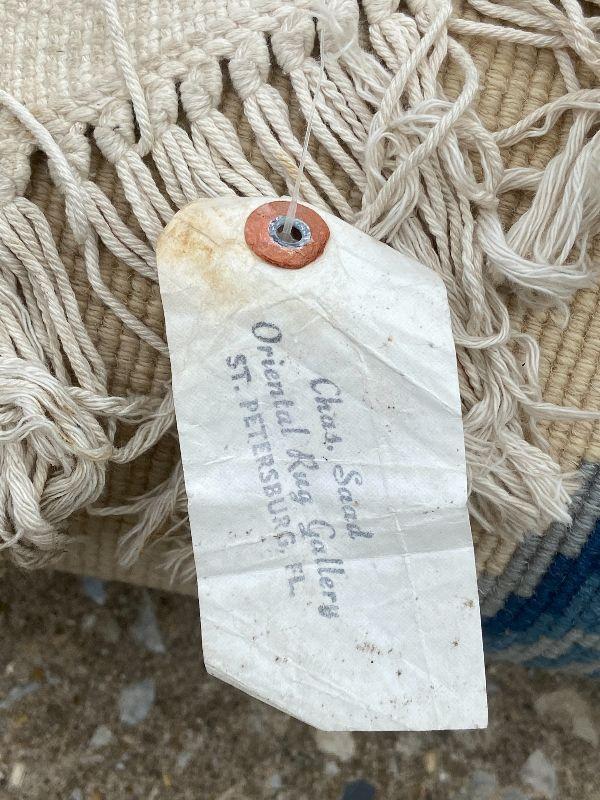 Chas. Saad
Oriental Rug Gallery
ST. PETERSBURG, FL